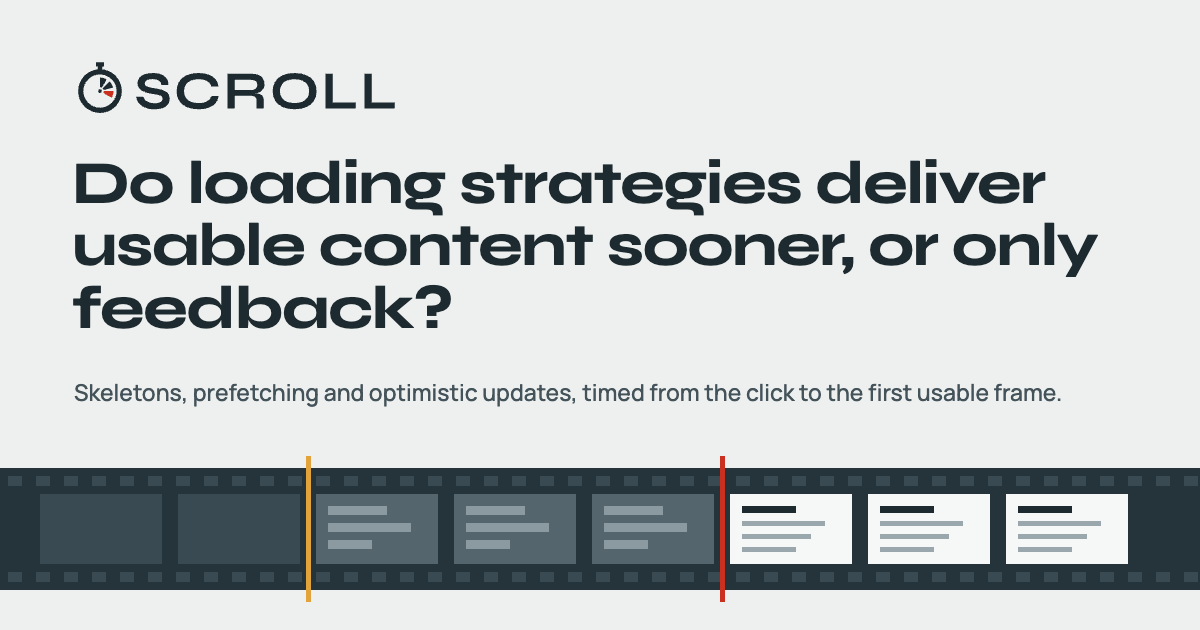 SCROLL
Do loading strategies deliver
usable content sooner, or only
feedback?
Skeletons, prefetching and optimistic updates, timed from the click to the first usable frame.